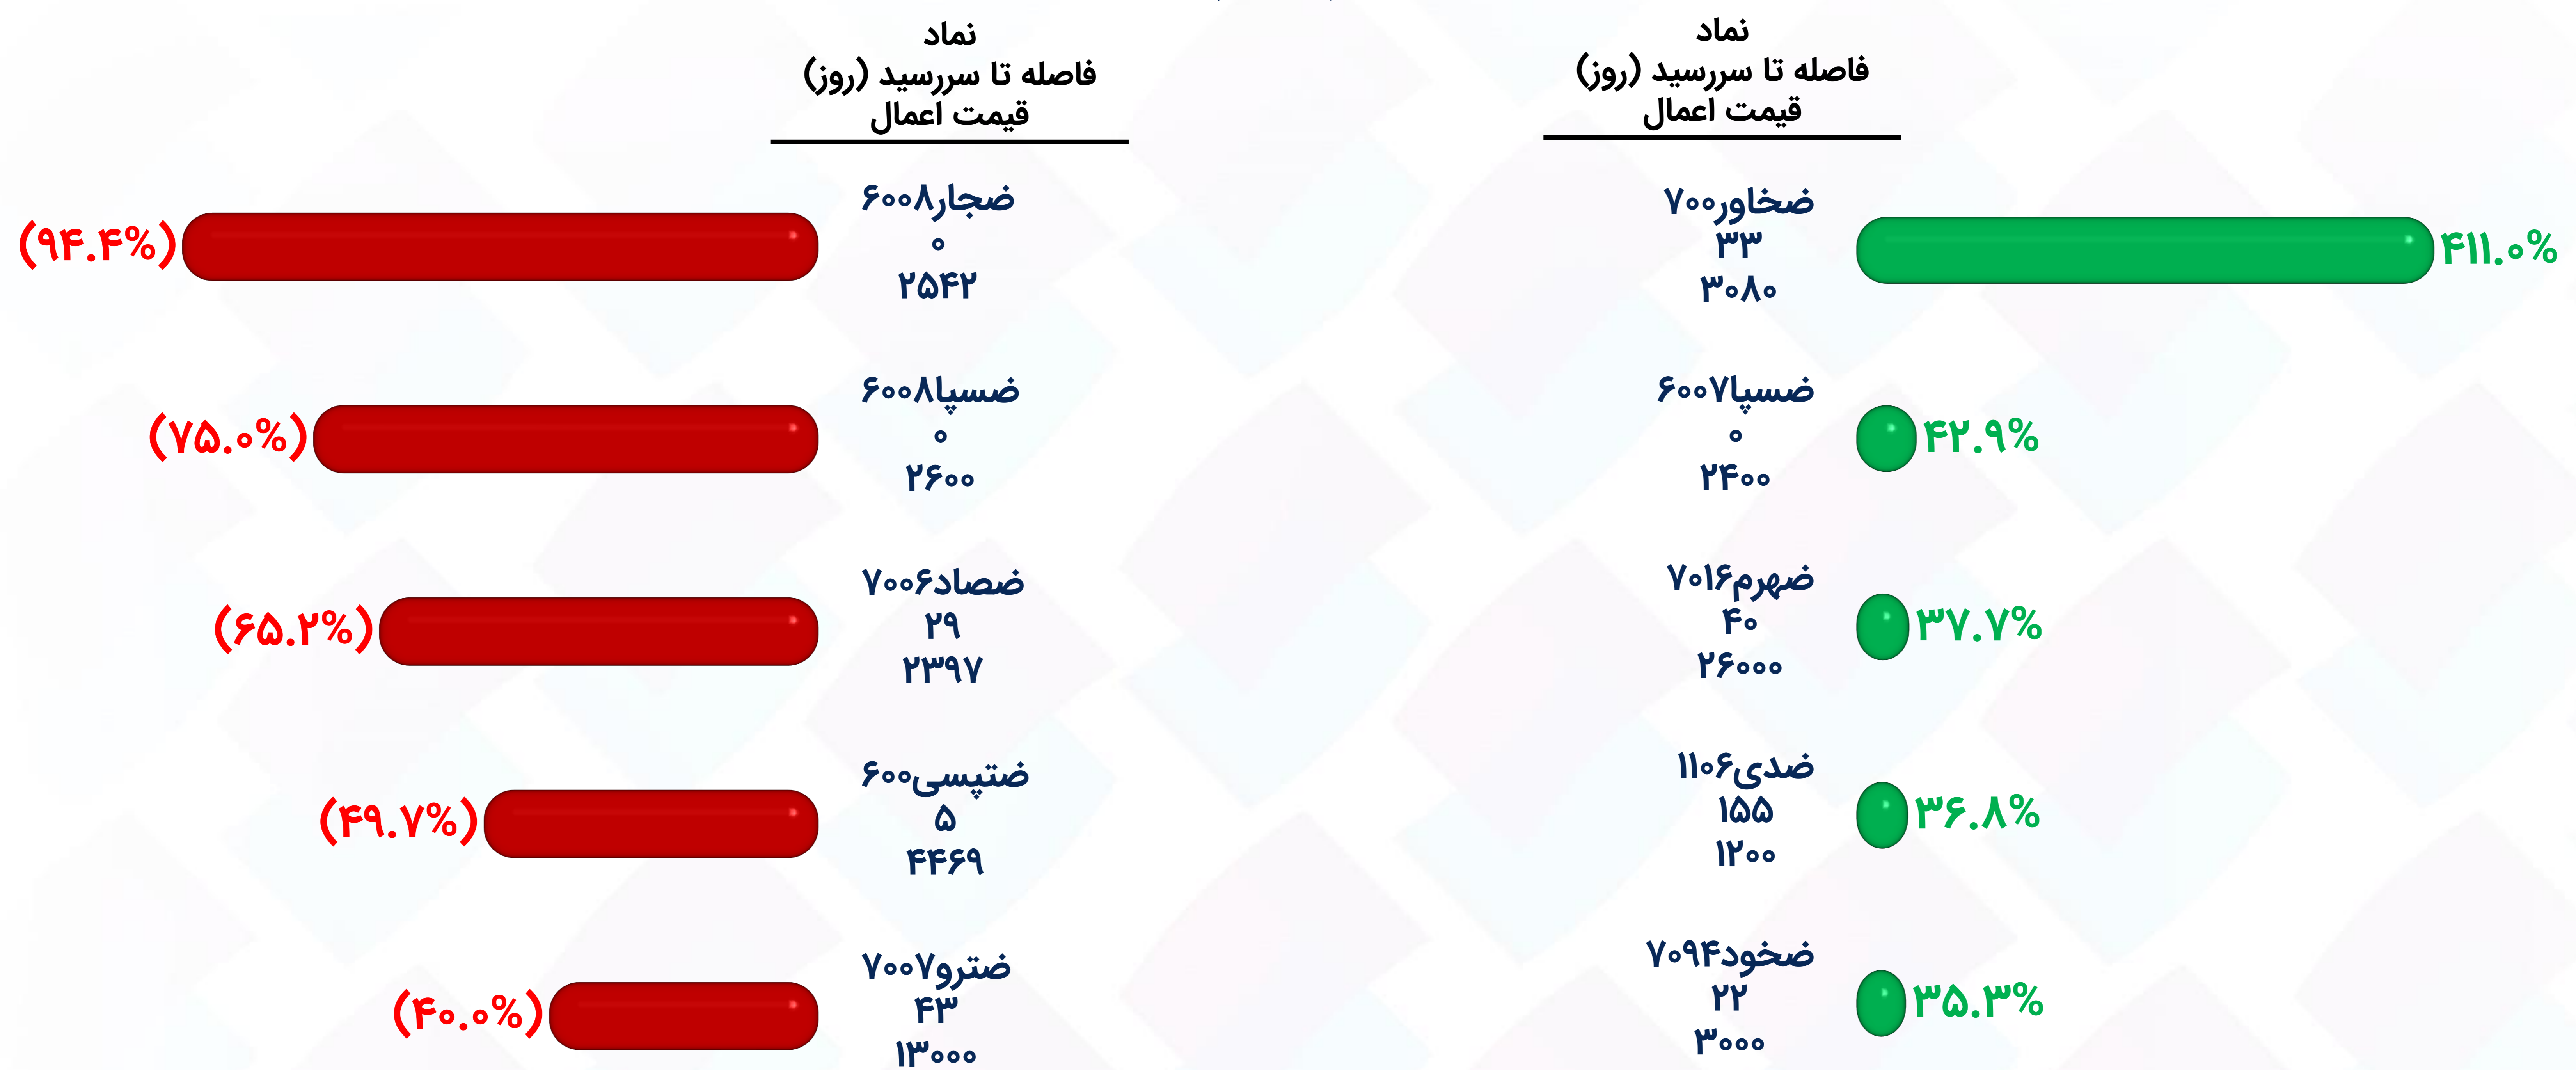 نماد
فاصله تا سررسید (روز)
قیمت اعمال
ضخاور۷۰۰
۳۳
۳۰۸۰
۴۱۱.۰%
ضسپا۶۰۰۷
۰
۲۴۰۰
۴۲.۹%
ضهرم۷۰۱۶
۴۰
۲۶۰۰۰
۳۷.۷%
ضدی۱۱۰۶
۱۵۵
۱۲۰۰
۳۶.۸%
ضخود۷۰۹۴
۲۲
۳۰۰۰
۳۵.۳%
نماد
فاصله تا سررسید (روز)
قیمت اعمال
ضجار۶۰۰۸
۰
۲۵۴۲
(۹۴.۴%)
ضسپا۶۰۰۸
۰
۲۶۰۰
(۷۵.۰%)
ضصاد۷۰۰۶
۲۹
۲۳۹۷
(۶۵.۲%)
ضتپسی۶۰۰
۵
۴۴۶۹
(۴۹.۷%)
ضترو۷۰۰۷
۴۳
۱۳۰۰۰
(۴۰.۰%)